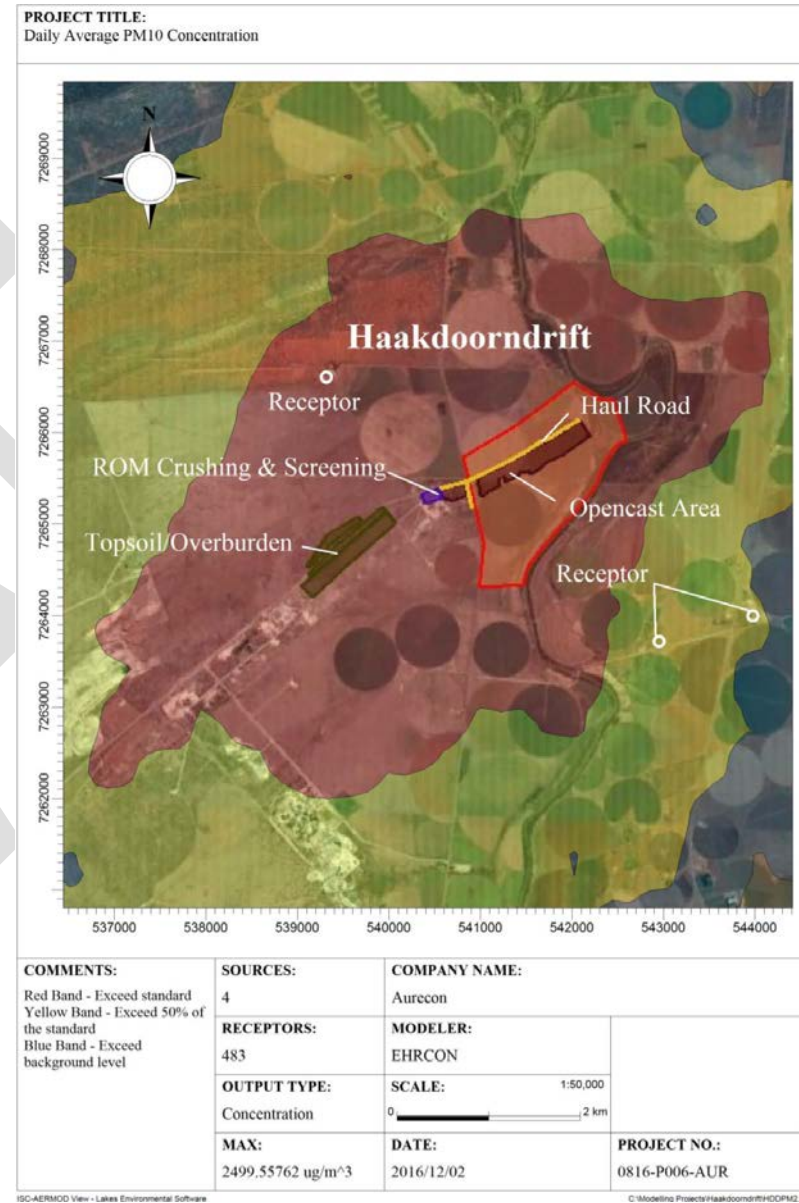 PROJECT TITLE:
Daily Average PM10 Concentration
N
7269000
7268000
7267000
7266000
7265000
7264000
7263000
7262000
Haakdoorndrift
Receptor
Haul Road
ROM Crushing & Screening
Opencast Area
Topsoil/Overburden
Receptor
537000 538000 539000 540000 541000 542000 543000 544000
COMMENTS:
Red Band - Exceed standard
Yellow Band - Exceed 50% of
the standard
Blue Band - Exceed
background level
SOURCES:
4
COMPANY NAME:
Aurecon
RECEPTORS:
483
MODELER:
EHRCON
OUTPUT TYPE:
Concentration
SCALE: 1:50,000
0 2 km
MAX:
2499.55762 ug/m^3
DATE:
2016/12/02
PROJECT NO.:
0816-P006-AUR
ISC-AERMOD View - Lakes Environmental Software